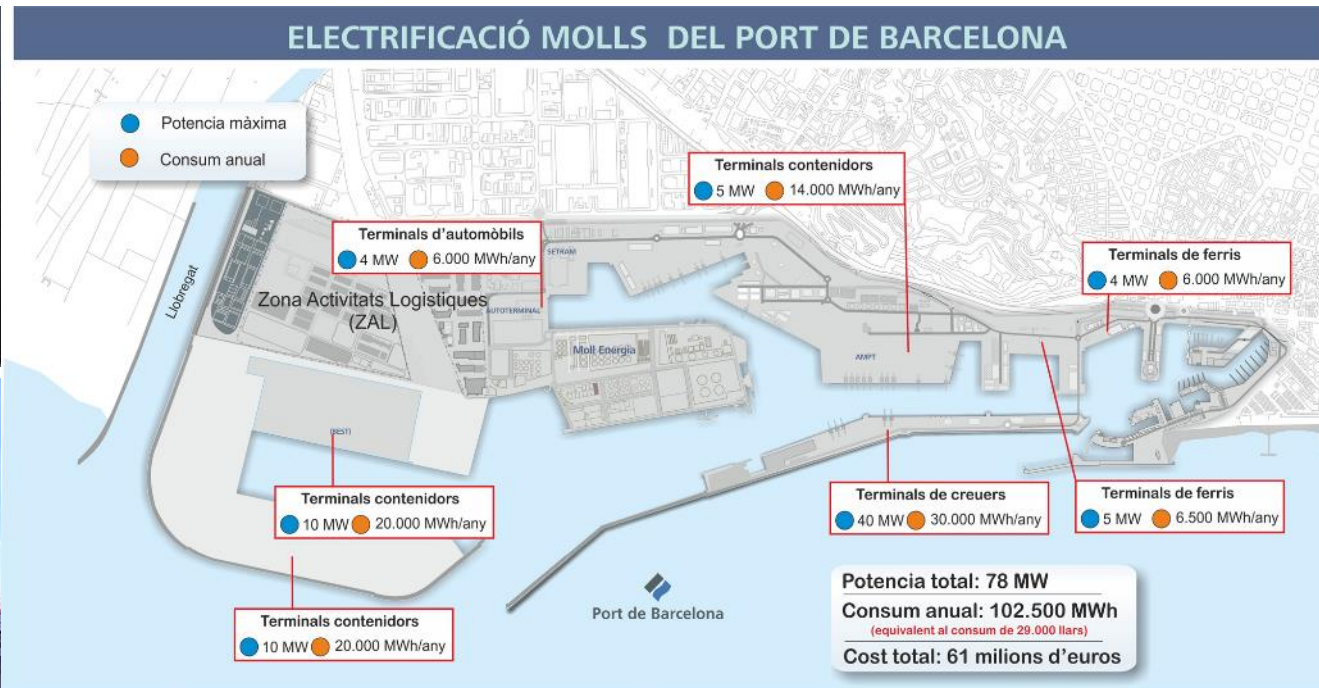 ELECTRIFICACIÓ MOLLS DEL PORT DE BARCELONA
Potencia màxima
Consum anual
Terminals contenidors
5 MW 14.000 MWh/any
Terminals d'automòbils
4 MW 6.000 MWh/any
Terminals de ferris
4 MW 6.000 MWh/any
SETRAM
Llobregat
Zona Activitats Logístiques
(ZAL)
AUTOTERMINAL
Moll Energia
AMPT
(BEST)
Terminals contenidors
10 MW 20.000 MWh/any
Terminals de creuers
40 MW 30.000 MWh/any
Terminals de ferris
5 MW 6.500 MWh/any
Port de Barcelona
Terminals contenidors
10 MW 20.000 MWh/any
Potencia total: 78 MW
Consum anual: 102.500 MWh
(equivalent al consum de 29.000 llars)
Cost total: 61 milions d'euros